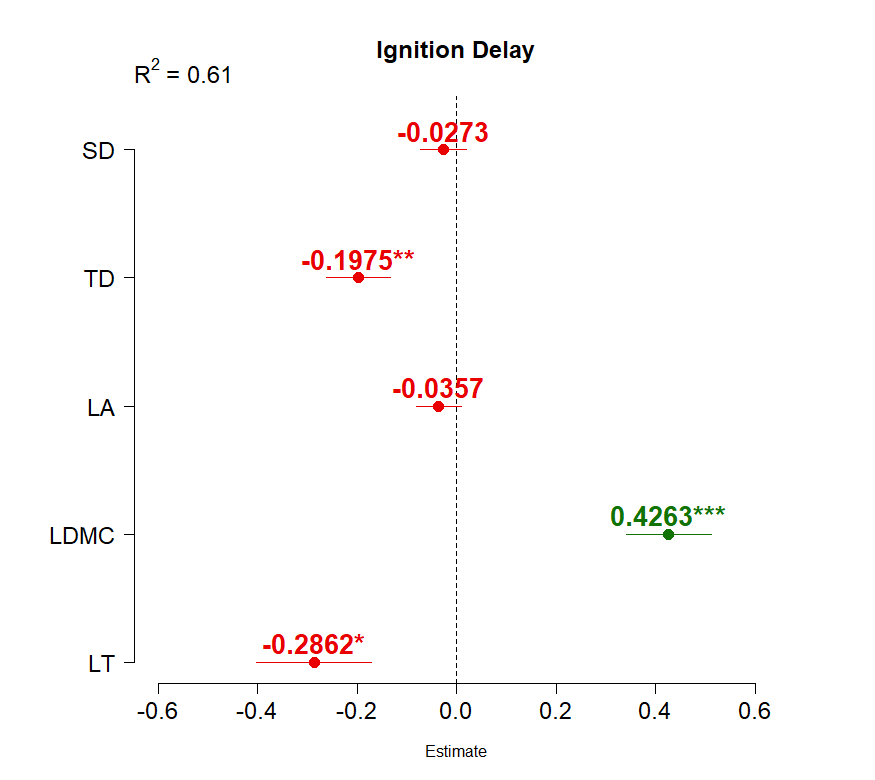 Ignition Delay
R² = 0.61
SD
-0.0273
TD
-0.1975**
LA
-0.0357
LDMC
0.4263***
LT
-0.2862*
-0.6 -0.4 -0.2 0.0 0.2 0.4 0.6
Estimate